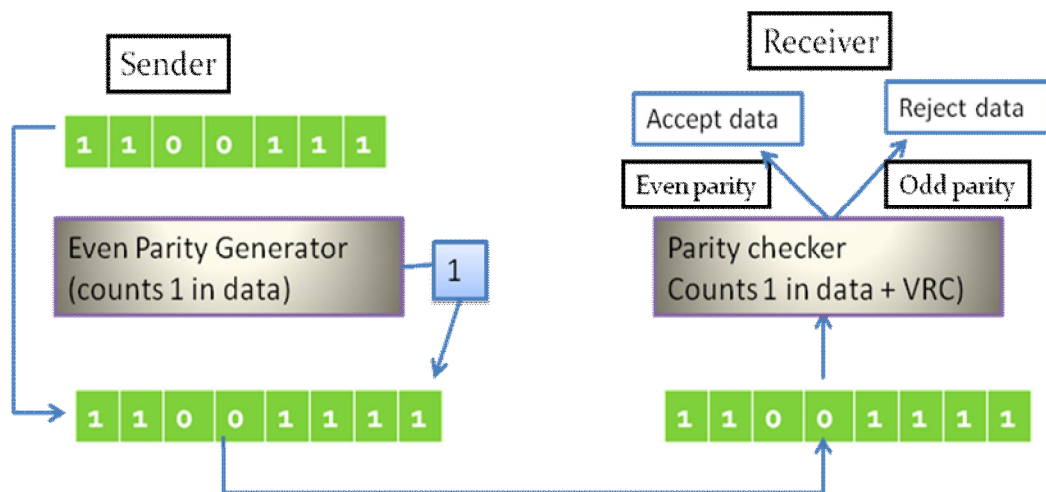 Sender
1 1 0 0 1 1 1
Even Parity Generator
(counts 1 in data)
1
1 1 0 0 1 1 1 1
Receiver
Accept data
Reject data
Even parity
Odd parity
Parity checker
Counts 1 in data + VRC)
1 1 0 0 1 1 1 1